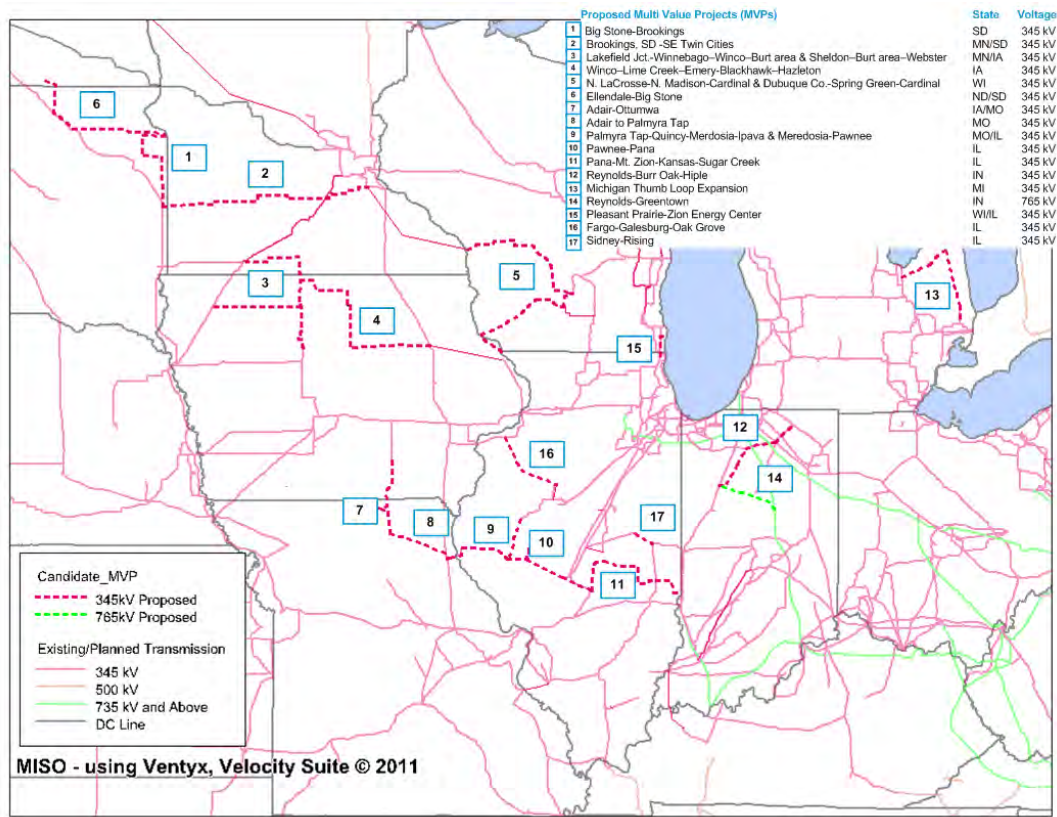 Proposed Multi Value Projects (MVPs) State Voltage
1 Big Stone-Brookings SD 345 kV
2 Brookings, SD -SE Twin Cities MN/SD 345 kV
3 Lakefield Jct.-Winnebago–Winco–Burt area & Sheldon–Burt area–Webster MN/IA 345 kV
4 Winco–Lime Creek–Emery-Blackhawk–Hazleton IA 345 kV
5 N. LaCrosse-N. Madison-Cardinal & Dubuque Co.-Spring Green-Cardinal WI 345 kV
6 Ellendale-Big Stone ND/SD 345 kV
7 Adair-Ottumwa IA/MO 345 kV
8 Adair to Palmyra Tap MO 345 kV
9 Palmyra Tap-Quincy-Merdosia-Ipava & Meredosia-Pawnee MO/IL 345 kV
10 Pawnee-Pana IL 345 kV
11 Pana-Mt. Zion-Kansas-Sugar Creek IL 345 kV
12 Reynolds-Burr Oak-Hiple IN 345 kV
13 Michigan Thumb Loop Expansion MI 345 kV
14 Reynolds-Greentown IN 765 kV
15 Pleasant Prairie-Zion Energy Center WI/IL 345 kV
16 Fargo-Galesburg-Oak Grove IL 345 kV
17 Sidney-Rising IL 345 kV
6
1
2
3
4
5
13
15
12
16
14
7
8
9
10
17
11
Candidate_MVP
345kV Proposed
765kV Proposed
Existing/Planned Transmission
345 kV
500 kV
735 kV and Above
DC Line
MISO - using Ventyx, Velocity Suite © 2011